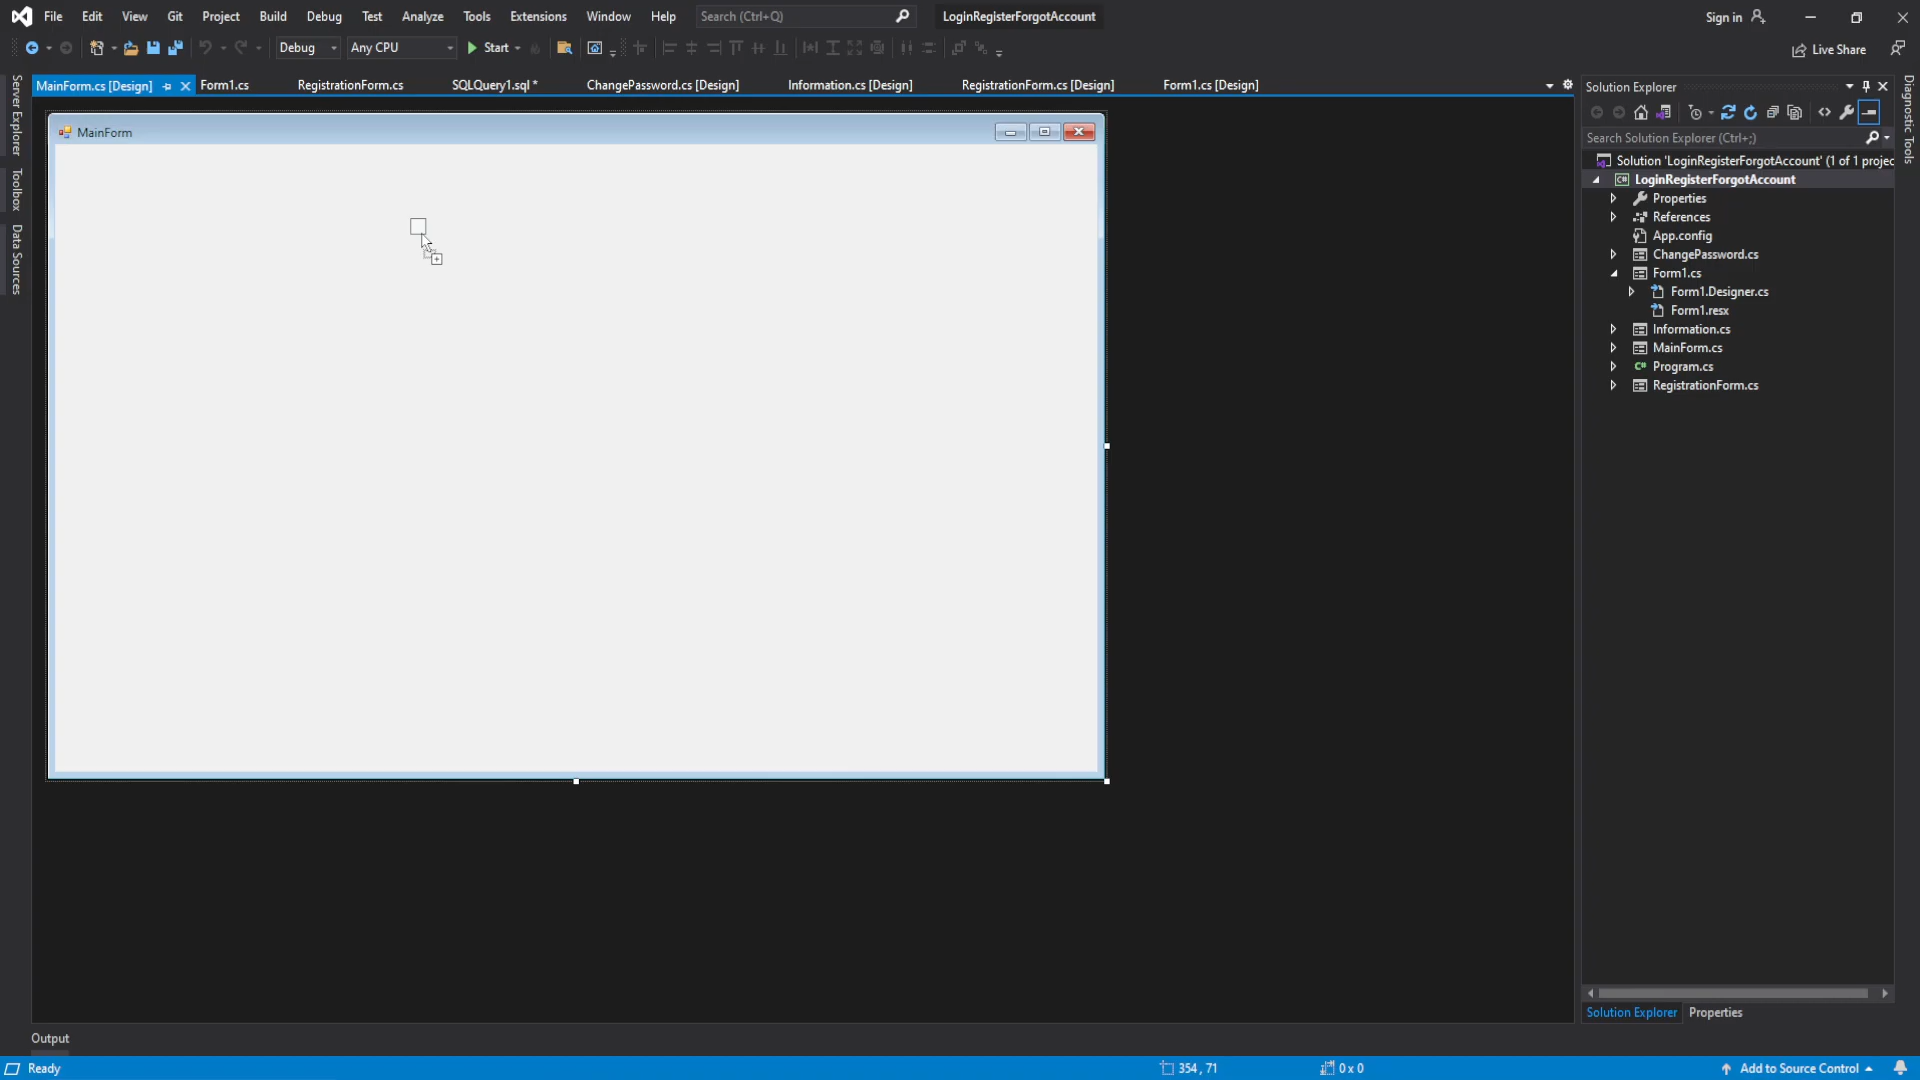 File Edit View Git Project Build Debug Test Analyze Tools Extensions Window Help Search (Ctrl+Q) LoginRegisterForgotAccount Sign in
Debug Any CPU Start Live Share
MainForm.cs [Design] Form1.cs RegistrationForm.cs SQLQuery1.sql * ChangePassword.cs [Design] Information.cs [Design] RegistrationForm.cs [Design] Form1.cs [Design]
Server Explorer
Toolbox
Data Sources
MainForm
Solution Explorer
Search Solution Explorer (Ctrl+;)
Solution 'LoginRegisterForgotAccount' (1 of 1 projec
C# LoginRegisterForgotAccount
Properties
References
App.config
ChangePassword.cs
Form1.cs
Form1.Designer.cs
Form1.resx
Information.cs
MainForm.cs
C# Program.cs
RegistrationForm.cs
Diagnostic Tools
Solution Explorer Properties
Output
Ready 354 , 71 0 x 0 Add to Source Control